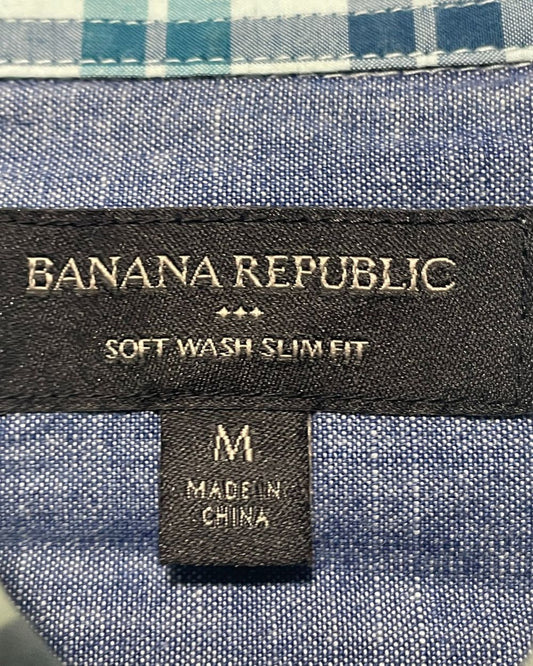 BANANA REPUBLIC
SOFT WASH SLIM FIT
M
MADE IN
CHINA